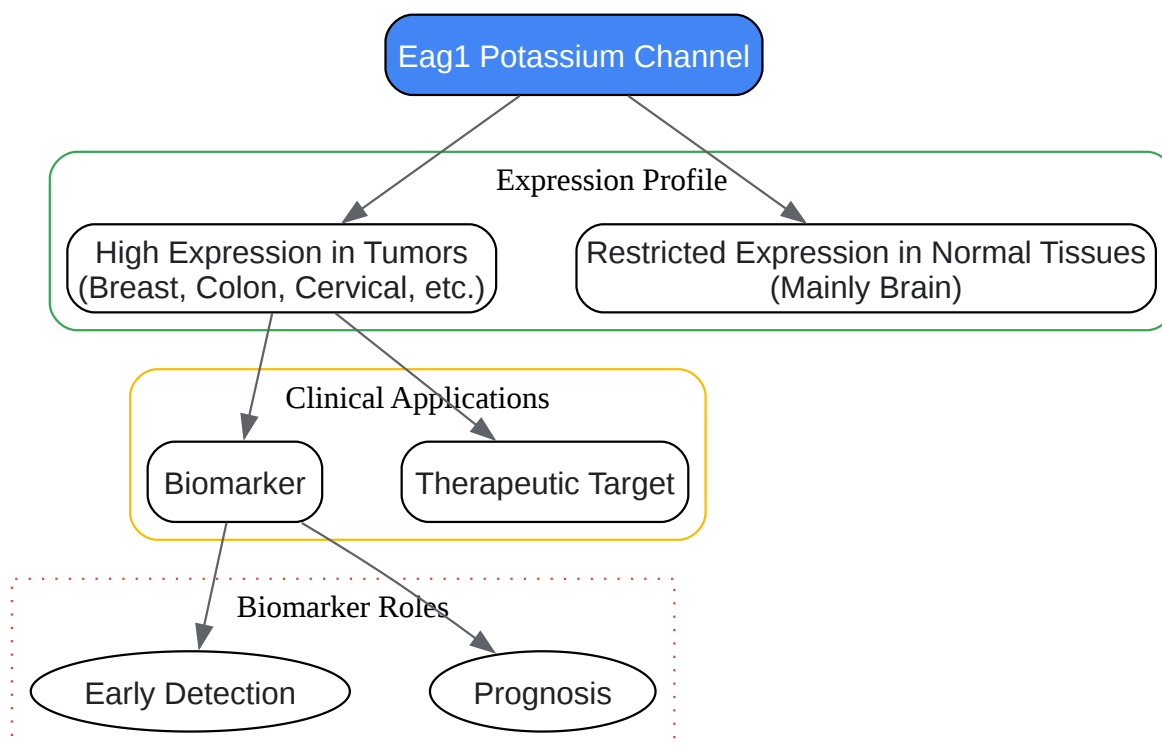 Eag1 Potassium Channel
Expression Profile
High Expression in Tumors
(Breast, Colon, Cervical, etc.)
Restricted Expression in Normal Tissues
(Mainly Brain)
Clinical Applications
Biomarker
Therapeutic Target
Biomarker Roles
Early Detection
Prognosis